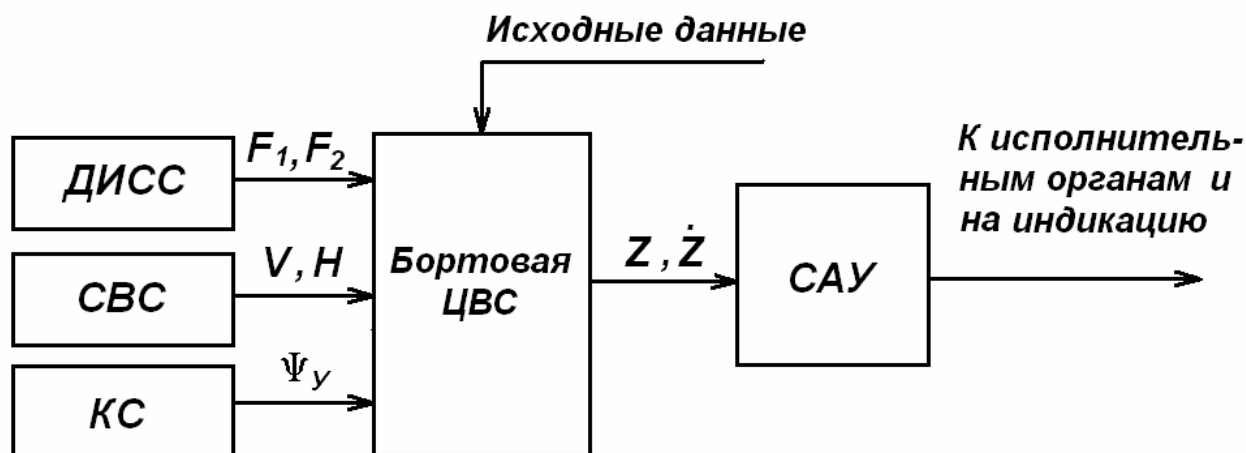 Исходные данные
ДИСС
F1, F2
СВС
V, H
КС
Ψу
Бортовая
ЦВС
Z , Ż
САУ
К исполнитель-
ным органам и
на индикацию